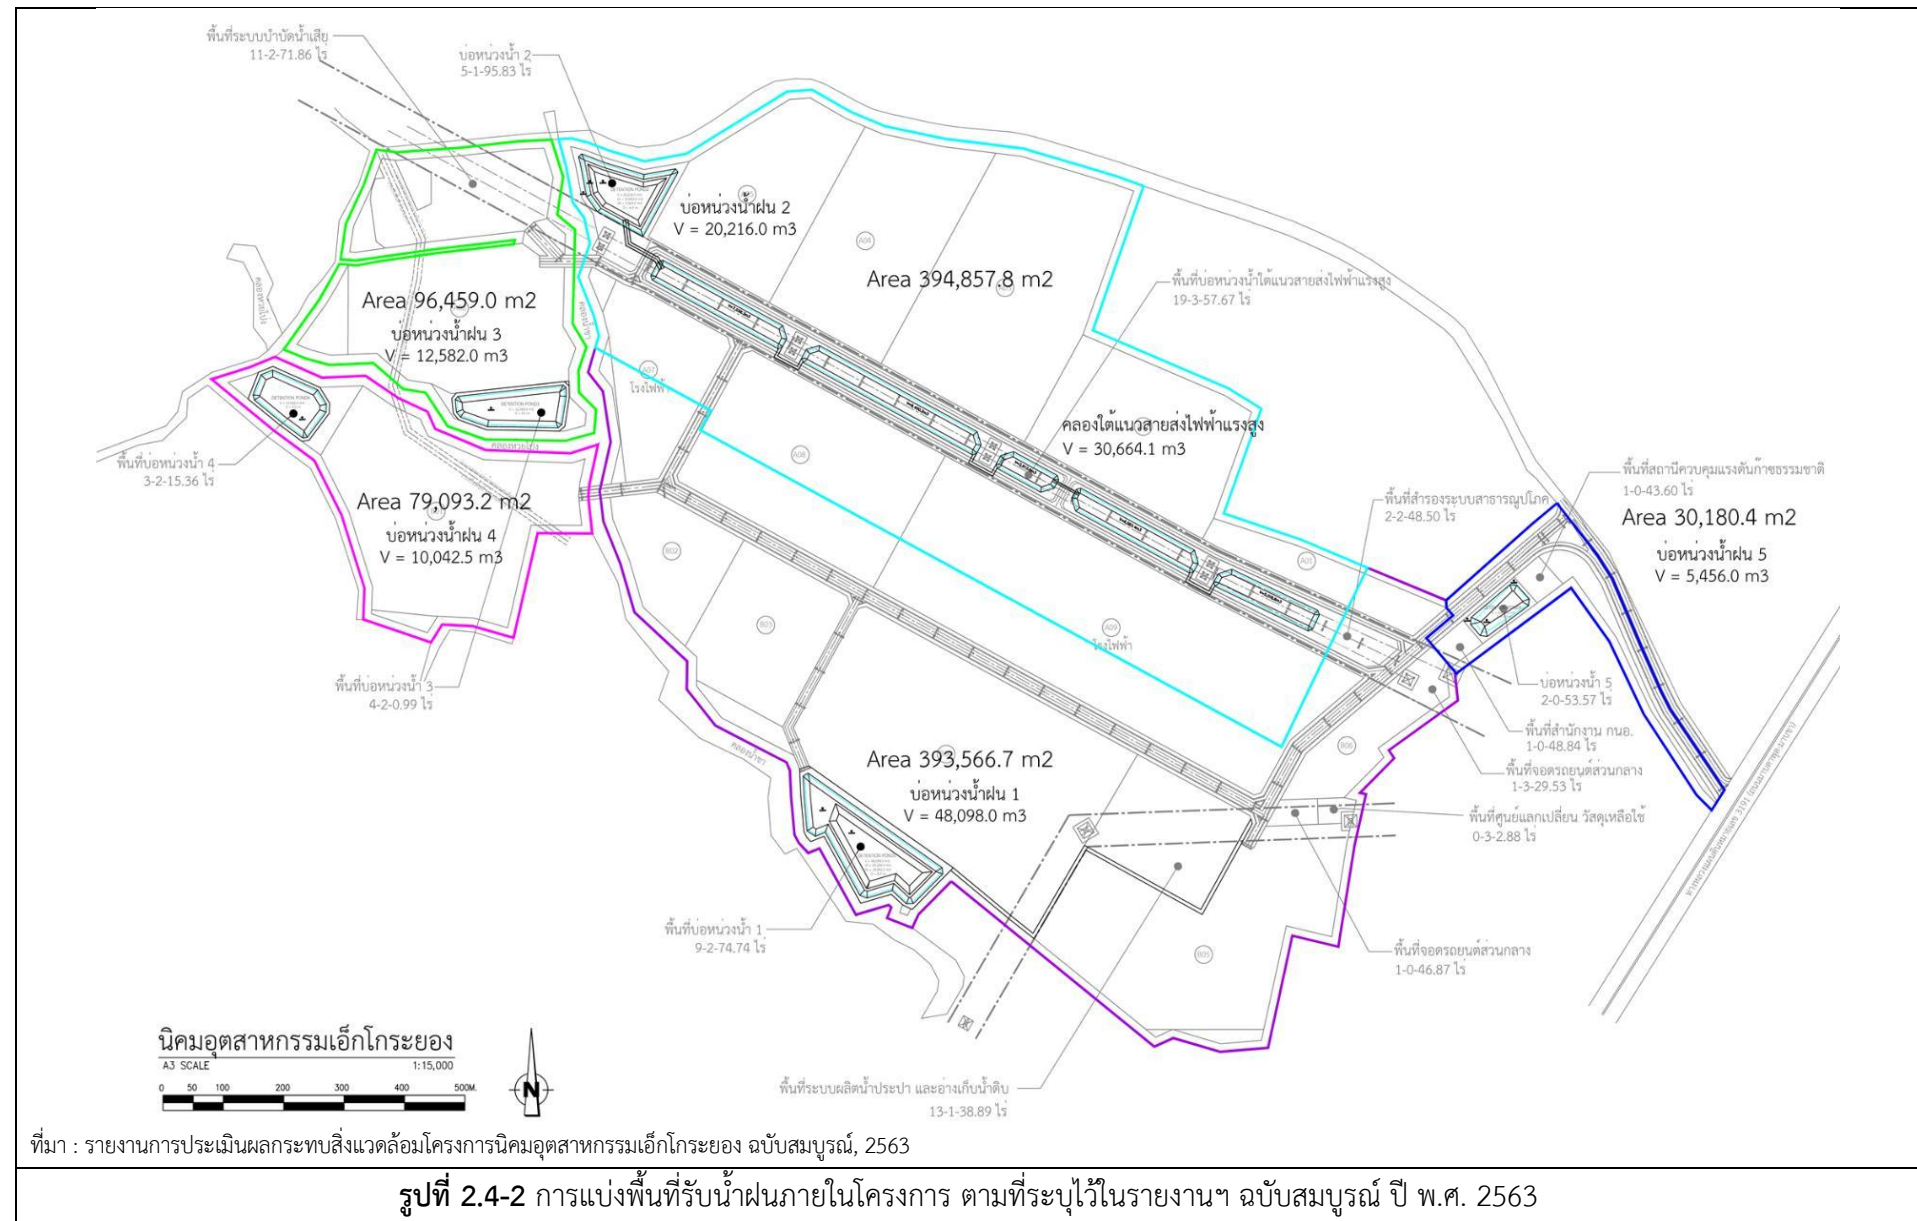 พื้นที่ระบบบำบัดน้ำเสีย
11-2-71.86 ไร่
บ่อหน่วงน้ำ 2
5-1-95.83 ไร่
บ่อหน่วงน้ำฝน 2
V = 20,216.0 m3
A04
Area 394,857.8 m2
พื้นที่บ่อหน่วงน้ำใต้แนวสายส่งไฟฟ้าแรงสูง
19-3-57.67 ไร่
Area 96,459.0 m2
บ่อหน่วงน้ำฝน 3
V = 12,582.0 m3
A07
โรงไฟฟ้า
คลองใต้แนวสายส่งไฟฟ้าแรงสูง
V = 30,664.1 m3
A08
พื้นที่บ่อหน่วงน้ำ 4
3-2-15.36 ไร่
คลองห้วยโป่ง
พื้นที่สถานีควบคุมแรงดันก๊าซธรรมชาติ
1-0-43.60 ไร่
Area 30,180.4 m2
บ่อหน่วงน้ำฝน 5
V = 5,456.0 m3
พื้นที่สำรองระบบสาธารณูปโภค
2-2-48.50 ไร่
Area 79,093.2 m2
บ่อหน่วงน้ำฝน 4
V = 10,042.5 m3
B02
A01
B03
A09
โรงไฟฟ้า
พื้นที่บ่อหน่วงน้ำ 3
4-2-0.99 ไร่
บ่อหน่วงน้ำ 5
2-0-53.57 ไร่
พื้นที่สำนักงาน กนอ.
1-0-48.84 ไร่
B06
พื้นที่จอดรถยนต์ส่วนกลาง
1-3-29.53 ไร่
Area 393,566.7 m2
บ่อหน่วงน้ำฝน 1
V = 48,098.0 m3
พื้นที่ศูนย์แลกเปลี่ยน วัสดุเหลือใช้
0-3-2.88 ไร่
พื้นที่บ่อหน่วงน้ำ 1
9-2-74.74 ไร่
B05
พื้นที่จอดรถยนต์ส่วนกลาง
1-0-46.87 ไร่
พื้นที่ระบบผลิตน้ำประปา และอ่างเก็บน้ำดิบ
13-1-38.89 ไร่
นิคมอุตสาหกรรมเอ็กโกระยอง
A3 SCALE 1:15,000
0 50 100 200 300 400 500M.
N
ที่มา : รายงานการประเมินผลกระทบสิ่งแวดล้อมโครงการนิคมอุตสาหกรรมเอ็กโกระยอง ฉบับสมบูรณ์, 2563
รูปที่ 2.4-2 การแบ่งพื้นที่รับน้ำฝนภายในโครงการ ตามที่ระบุไว้ในรายงานฯ ฉบับสมบูรณ์ ปี พ.ศ. 2563